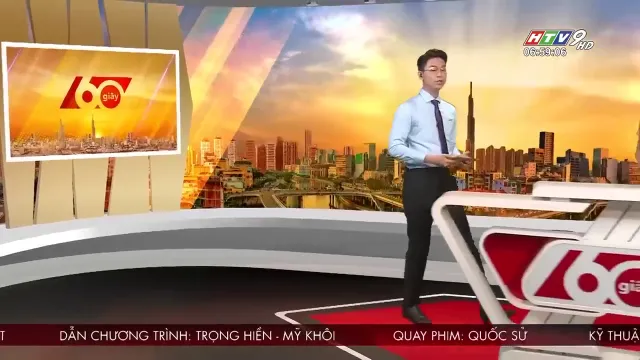 HTV9 HD
06:59:06
60
giây
60
giây
T DẪN CHƯƠNG TRÌNH: TRỌNG HIỀN - MỸ KHÔI QUAY PHIM: QUỐC SỬ KỸ THUẬ